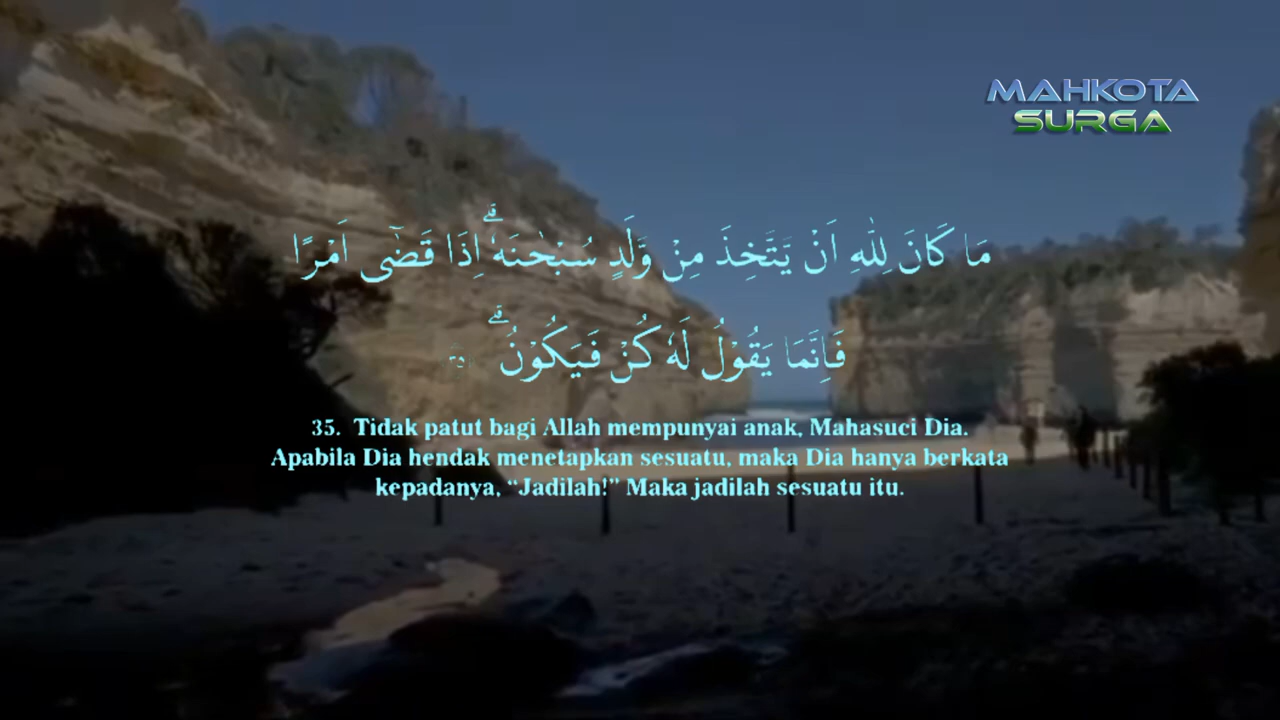 MAHKOTA
SURGA
مَا كَانَ لِلّٰهِ اَنْ يَّتَّخِذَ مِنْ وَّلَدٍ سُبْحٰنَهٗ ۗاِذَا قَضٰٓى اَمْرًا
فَاِنَّمَا يَقُوْلُ لَهٗ كُنْ فَيَكُوْنُ ۗ ٣٥
35. Tidak patut bagi Allah mempunyai anak, Mahasuci Dia.
Apabila Dia hendak menetapkan sesuatu, maka Dia hanya berkata
kepadanya, “Jadilah!” Maka jadilah sesuatu itu.